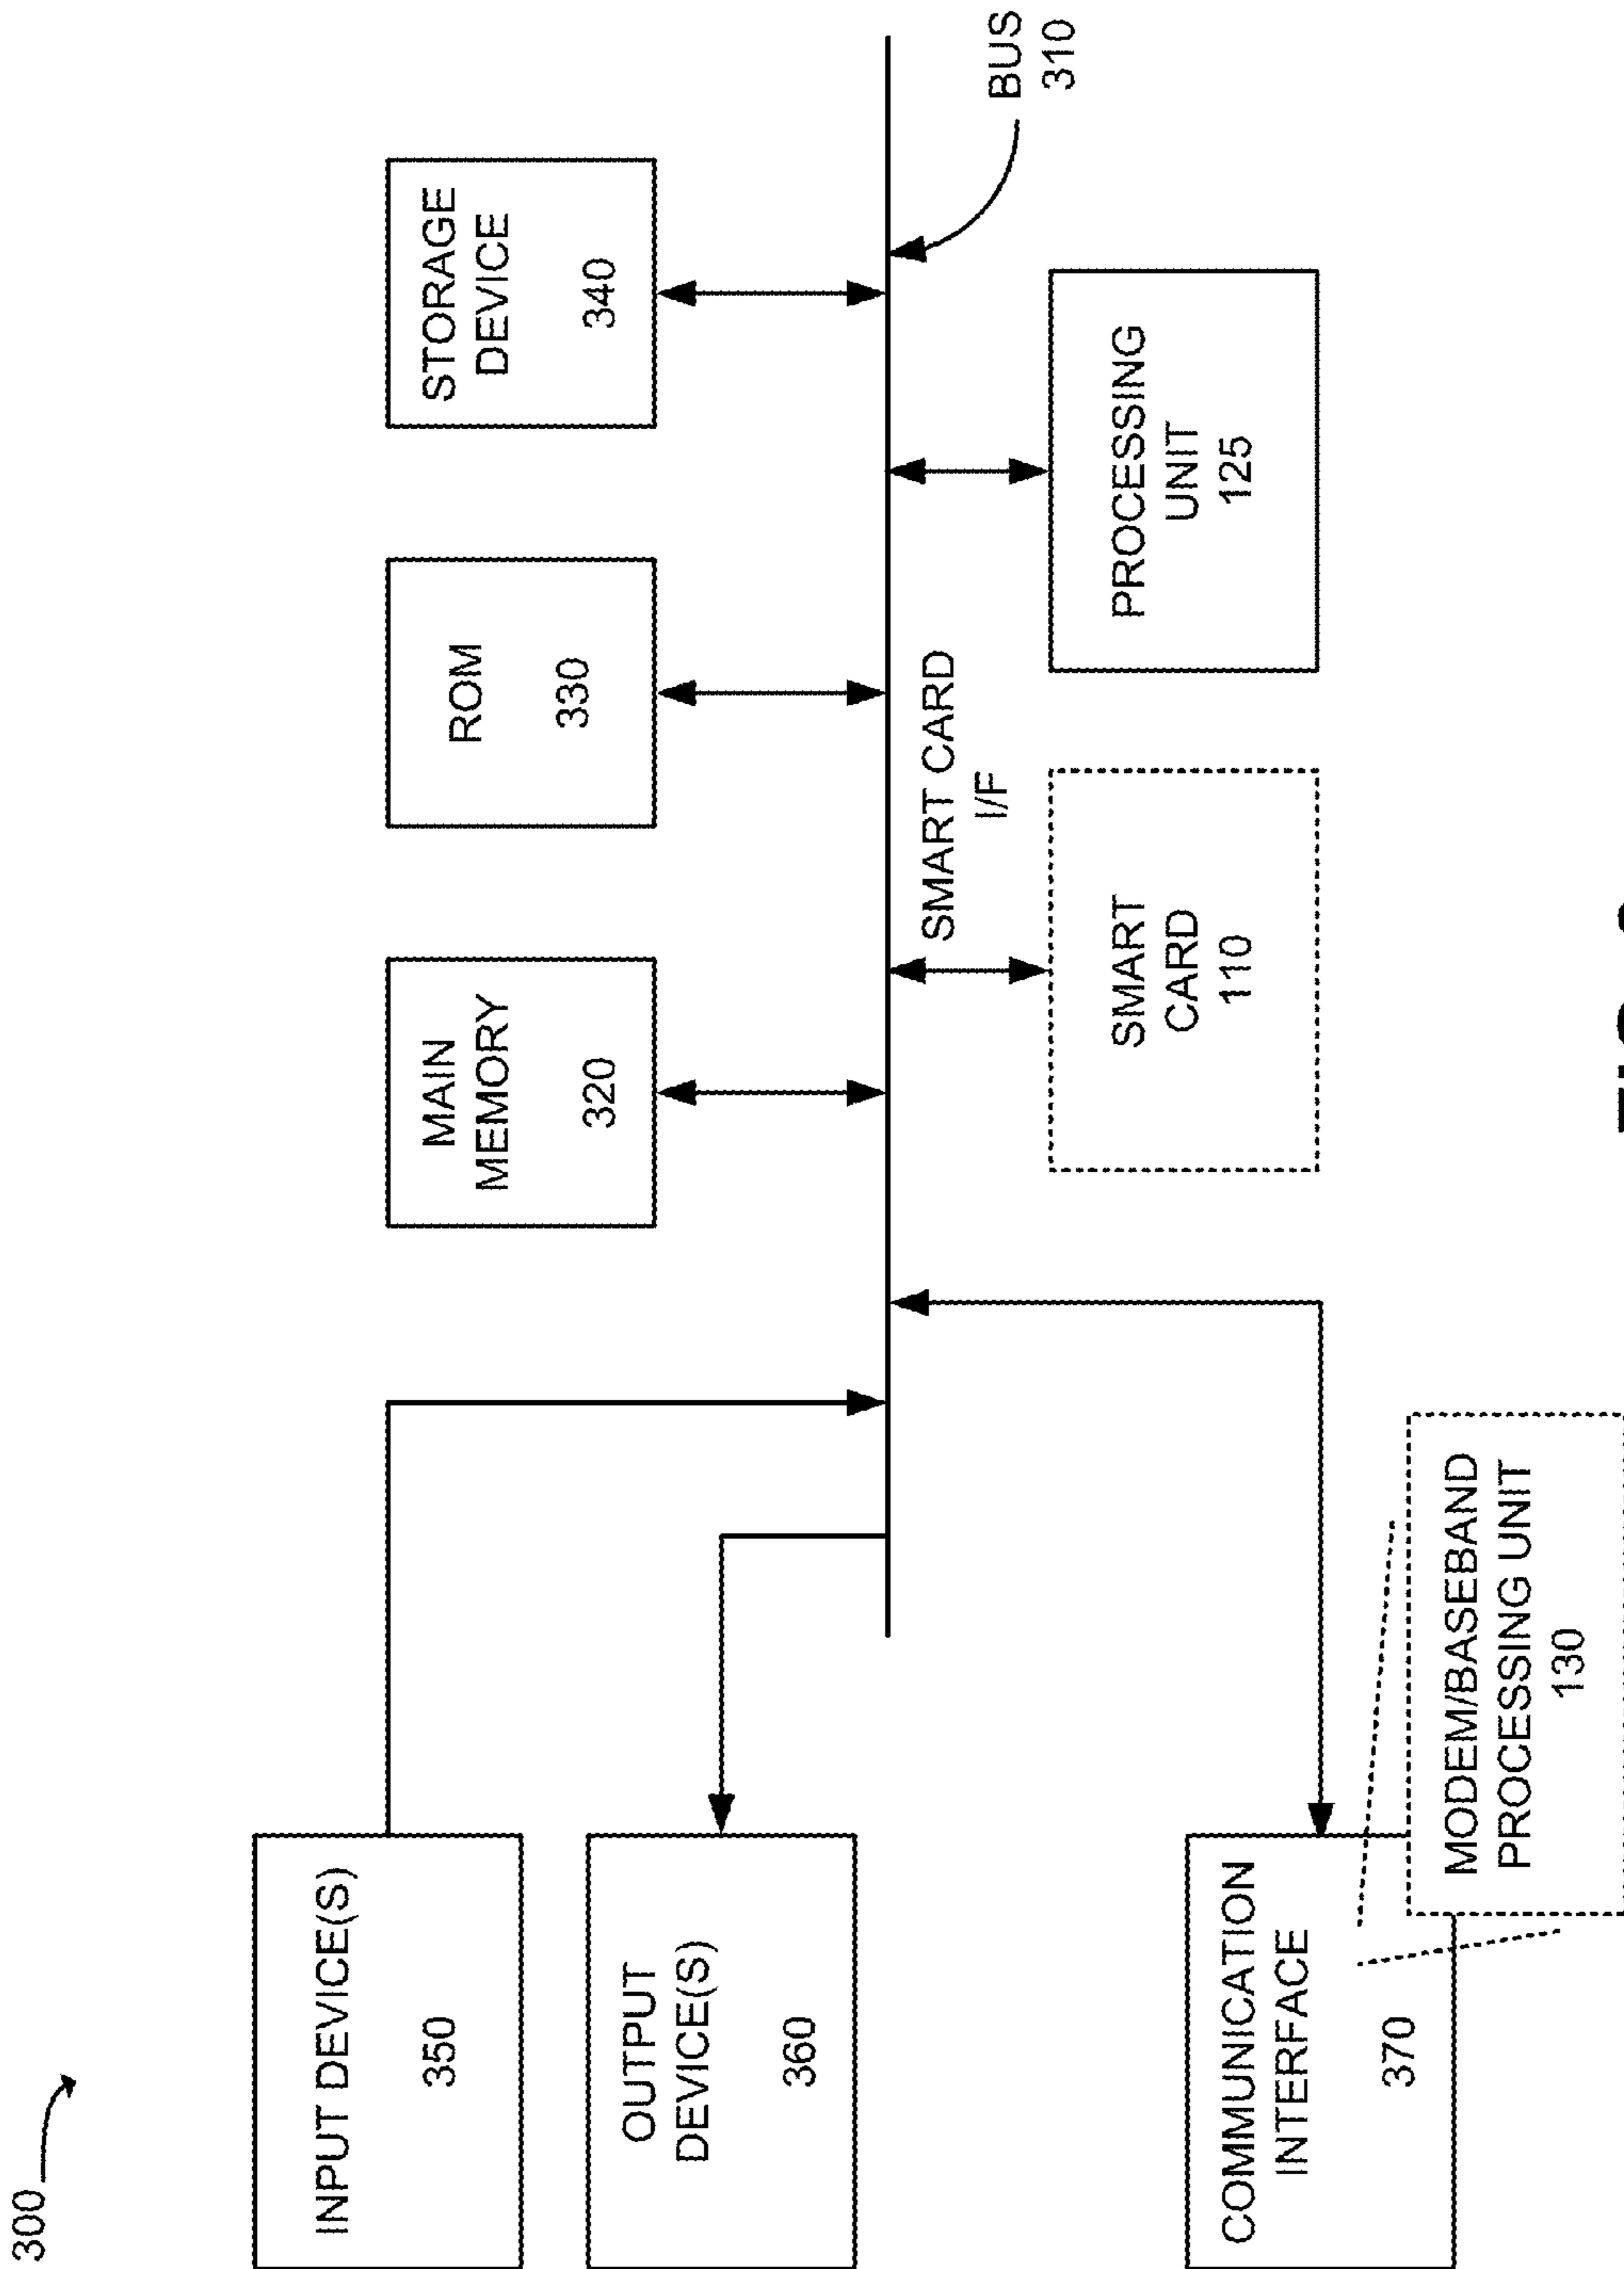 300
INPUT DEVICE(S)
350
MAIN
MEMORY
320
ROM
330
STORAGE
DEVICE
340
OUTPUT
DEVICE(S)
360
SMART CARD
I/F
BUS
310
SMART
CARD
110
PROCESSING
UNIT
125
COMMUNICATION
INTERFACE
370
MODEM/BASEBAND
PROCESSING UNIT
130